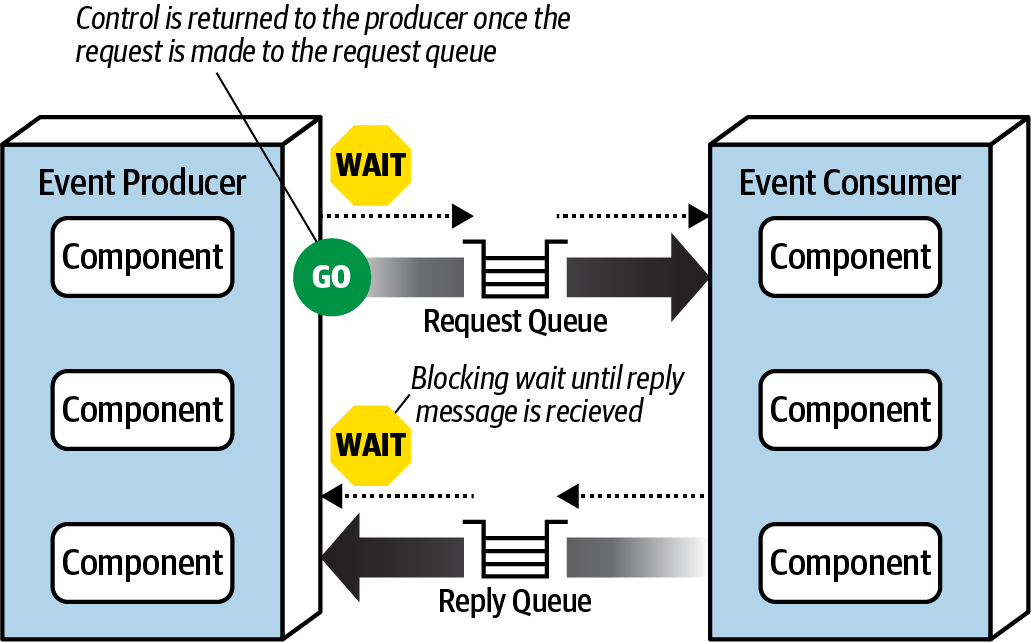 Control is returned to the producer once the
request is made to the request queue
WAIT
Event Producer
Event Consumer
Component
GO
Component
Request Queue
Blocking wait until reply
message is recieved
Component
Component
WAIT
Component
Component
Reply Queue